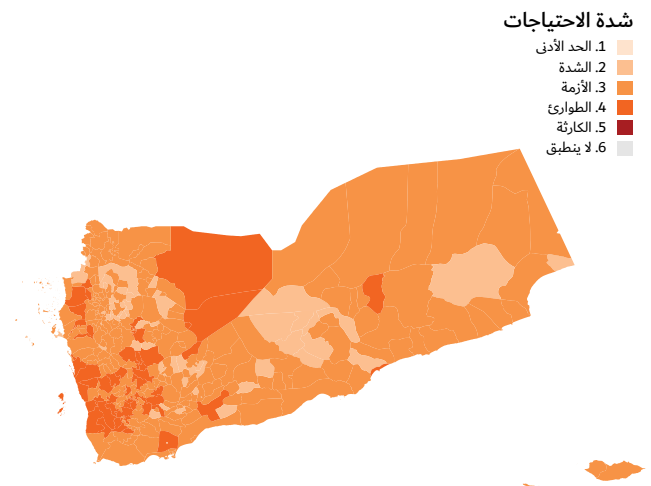 شدة الاحتياجات
1. الحد الأدنى
2. الشدة
3. الأزمة
4. الطوارئ
5. الكارثة
6. لا ينطبق